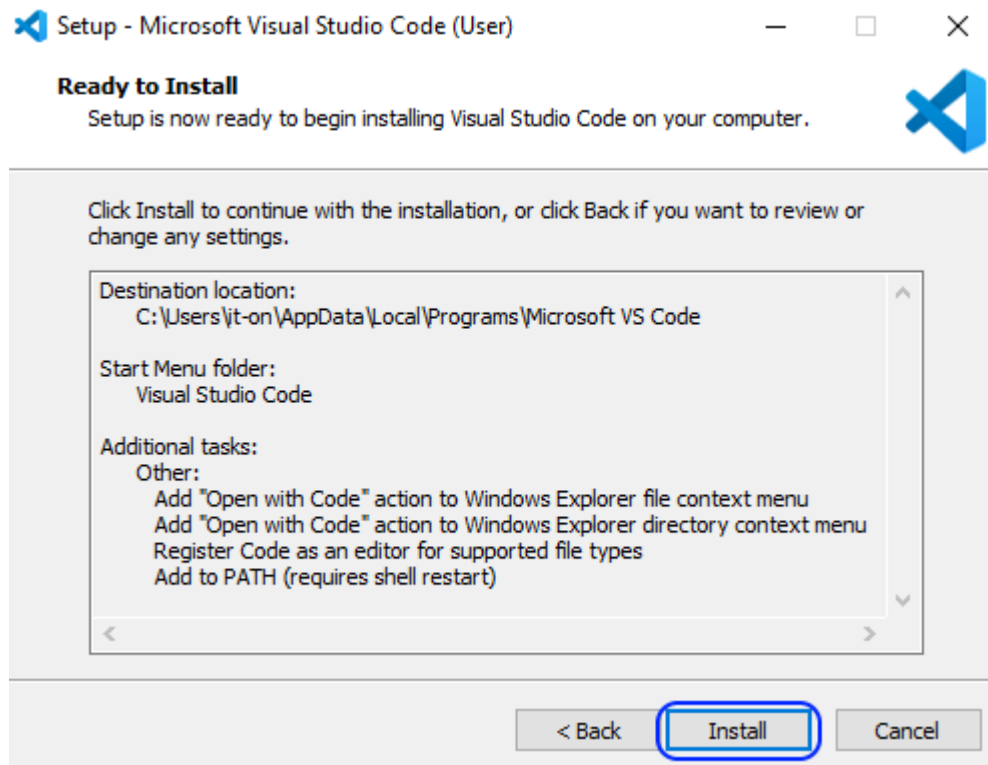 Setup - Microsoft Visual Studio Code (User)
Ready to Install
Setup is now ready to begin installing Visual Studio Code on your computer.
Click Install to continue with the installation, or click Back if you want to review or
change any settings.
Destination location:
C:\Users\it-on\AppData\Local\Programs\Microsoft VS Code
Start Menu folder:
Visual Studio Code
Additional tasks:
Other:
Add "Open with Code" action to Windows Explorer file context menu
Add "Open with Code" action to Windows Explorer directory context menu
Register Code as an editor for supported file types
Add to PATH (requires shell restart)
< Back Install Cancel